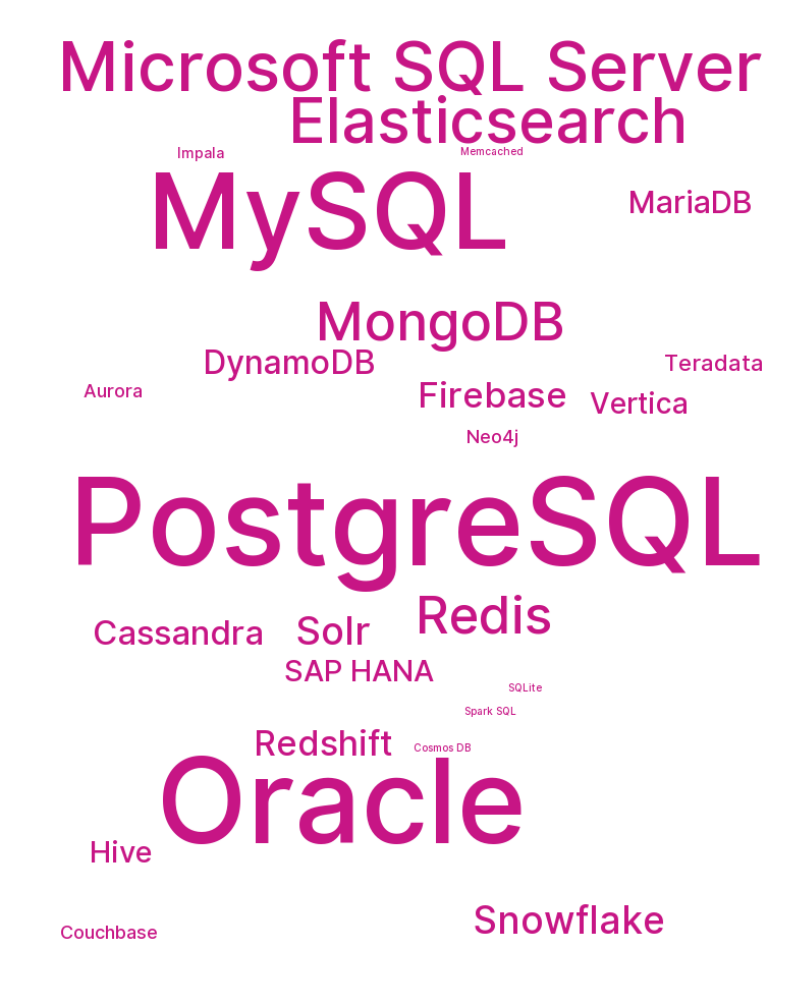 Microsoft SQL Server
Elasticsearch
Impala
Memcached
MySQL
MariaDB
MongoDB
DynamoDB
Teradata
Aurora
Firebase
Vertica
Neo4j
PostgreSQL
Redis
Cassandra
Solr
SAP HANA
SQLite
Spark SQL
Redshift
Cosmos DB
Oracle
Hive
Snowflake
Couchbase